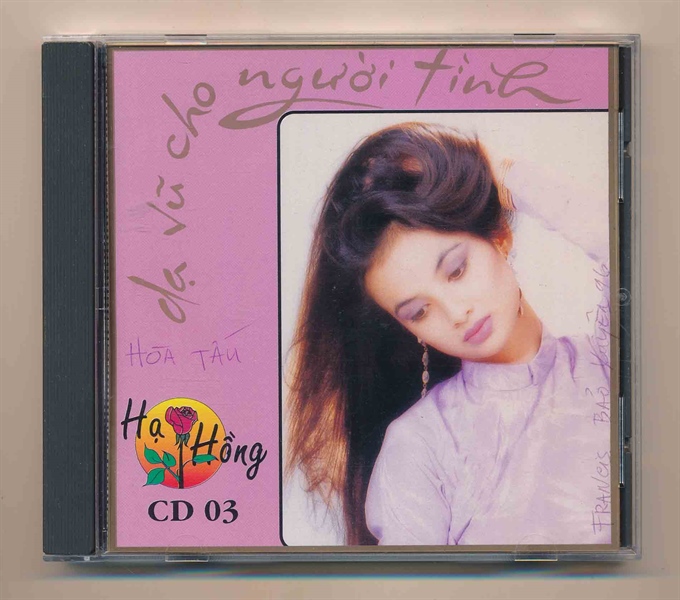 dạ vũ cho người tình
HÒA TẤU
Hạ
Hồng
CD 03
FRANCIS BẢO KHUYÊN 96